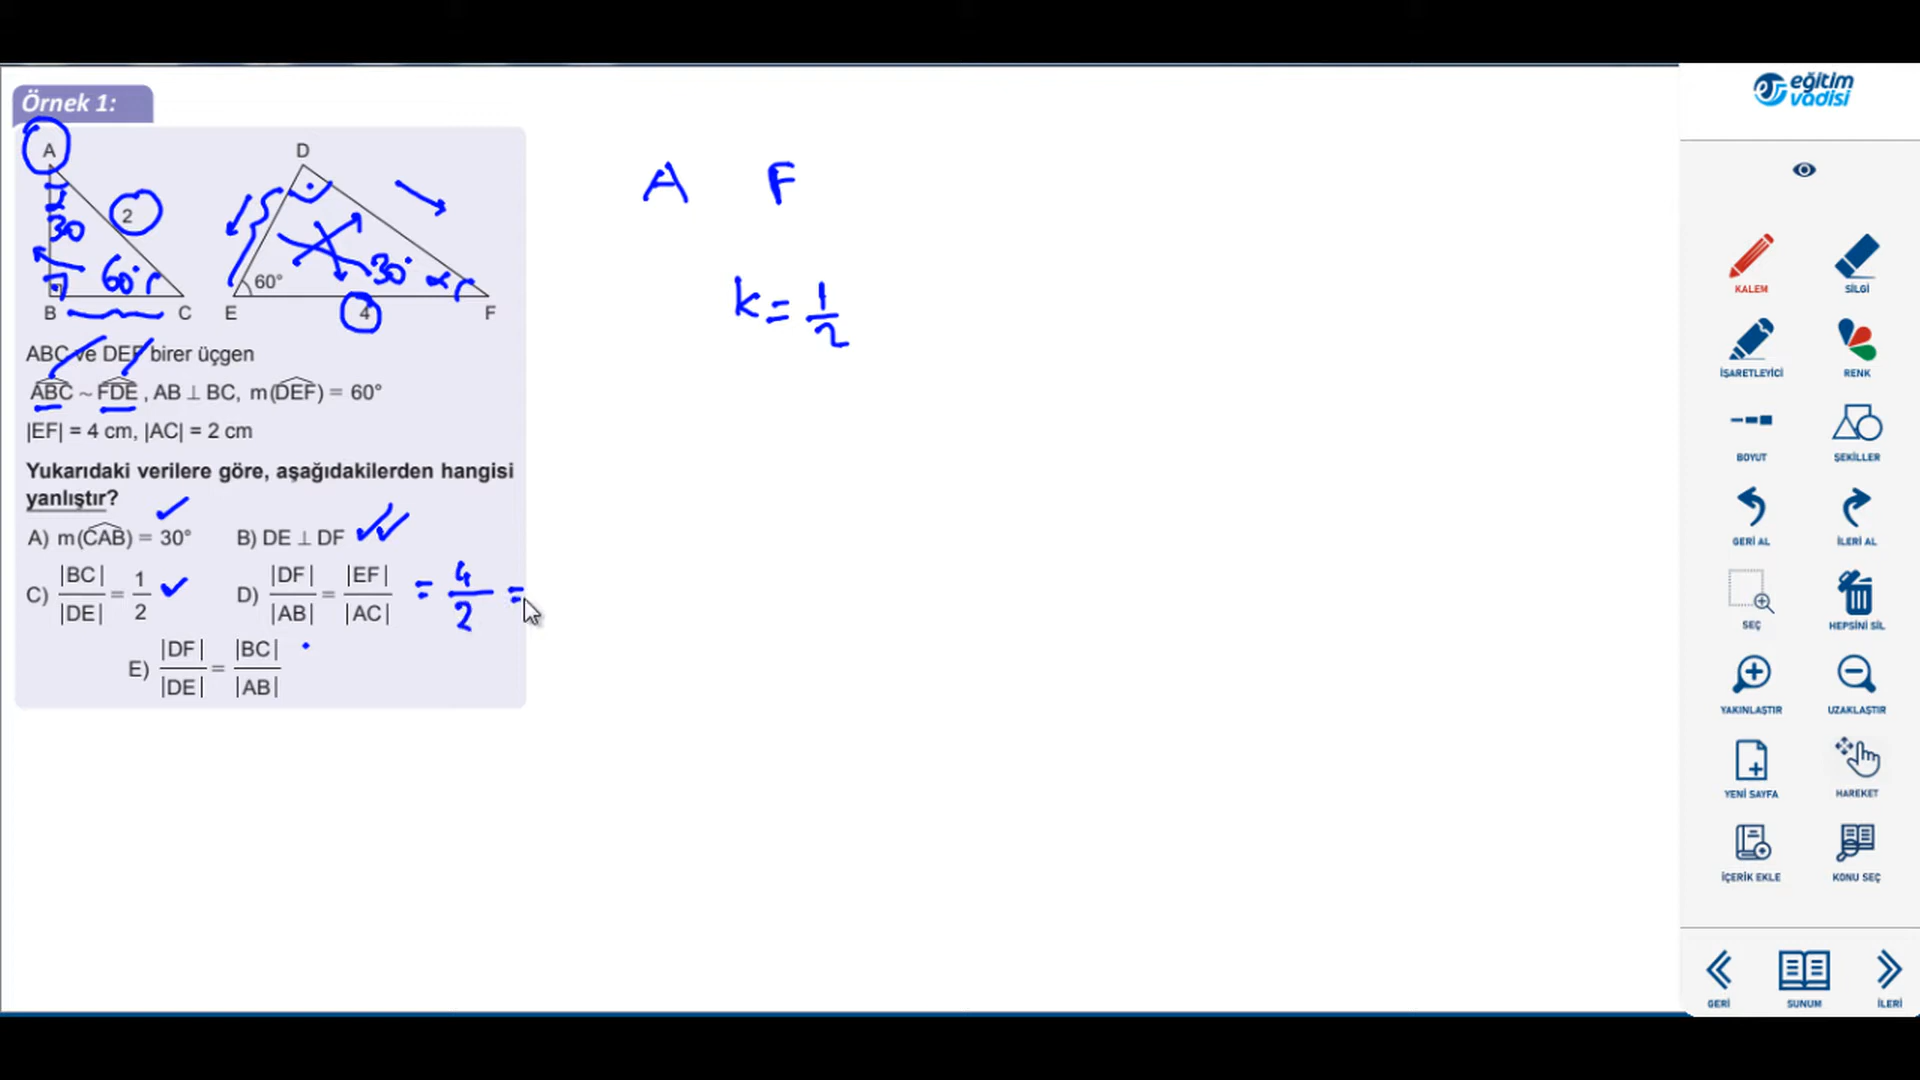 Örnek 1:
A
D
A F
2
30
60°
60°
30° α
k = 1/2
B C E 4 F
ABC ve DEF birer üçgen
ABC ~ FDE , AB ⊥ BC, m(DEF) = 60°
|EF| = 4 cm, |AC| = 2 cm
Yukarıdaki verilere göre, aşağıdakilerden hangisi
yanlıştır?
A) m(CAB) = 30° B) DE ⊥ DF
C) |BC|/|DE| = 1/2 D) |DF|/|AB| = |EF|/|AC| = 4/2 =
E) |DF|/|DE| = |BC|/|AB|
eğitim
vadisi
KALEM SİLGİ
İŞARETLEYİCİ RENK
BOYUT ŞEKİLLER
GERİ AL İLERİ AL
SEÇ HEPSİNİ SİL
YAKINLAŞTIR UZAKLAŞTIR
YENİ SAYFA HAREKET
İÇERİK EKLE KONU SEÇ
GERİ SUNUM İLERİ